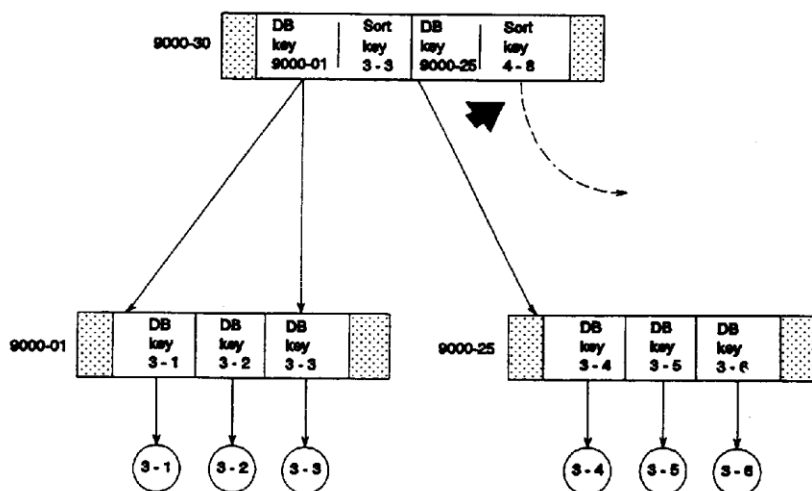 9000-30
DB key 9000-01
Sort key 3 - 3
DB key 9000-25
Sort key 4 - 8
9000-01
DB key 3 - 1
DB key 3 - 2
DB key 3 - 3
9000-25
DB key 3 - 4
DB key 3 - 5
DB key 3 - 6
3 - 1
3 - 2
3 - 3
3 - 4
3 - 5
3 - 6